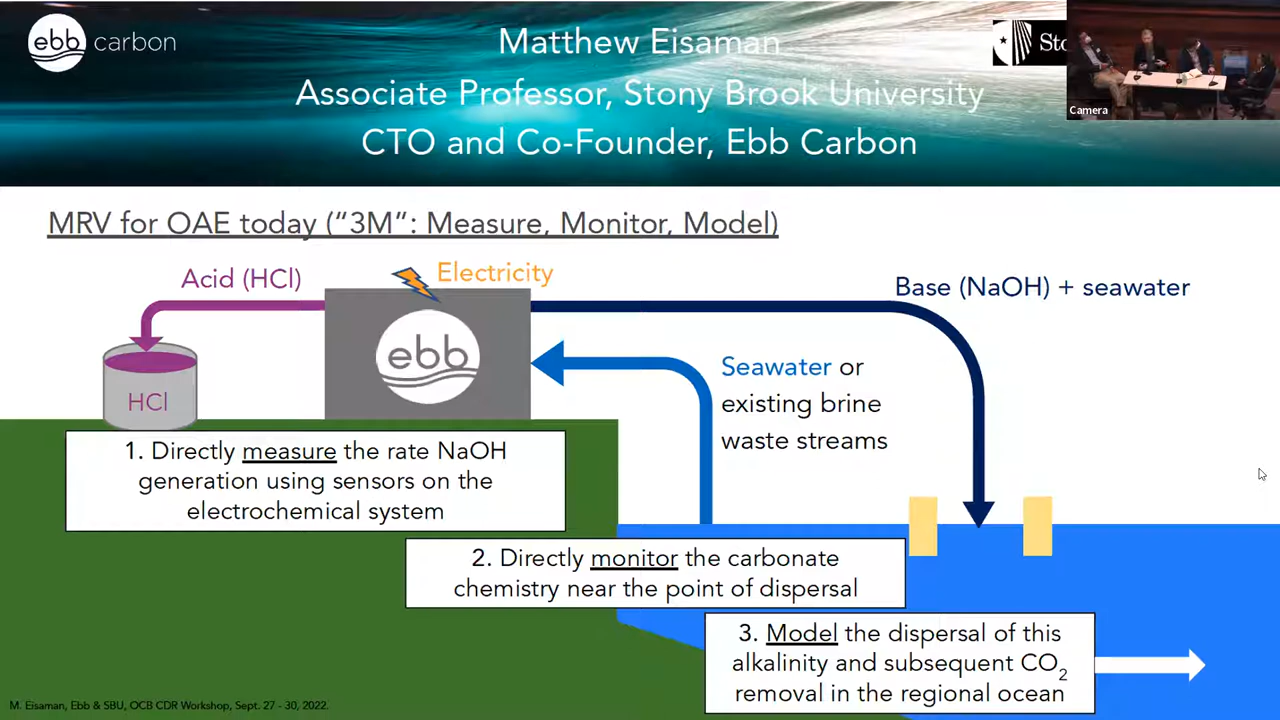 ebb carbon
Matthew Eisaman
Associate Professor, Stony Brook University
CTO and Co-Founder, Ebb Carbon
Camera
MRV for OAE today ("3M": Measure, Monitor, Model)
Acid (HCl)
Electricity
Base (NaOH) + seawater
ebb
HCl
Seawater or
existing brine
waste streams
1. Directly measure the rate NaOH
generation using sensors on the
electrochemical system
2. Directly monitor the carbonate
chemistry near the point of dispersal
3. Model the dispersal of this
alkalinity and subsequent CO₂
removal in the regional ocean
M. Eisaman, Ebb & SBU, OCB CDR Workshop, Sept. 27 - 30, 2022.